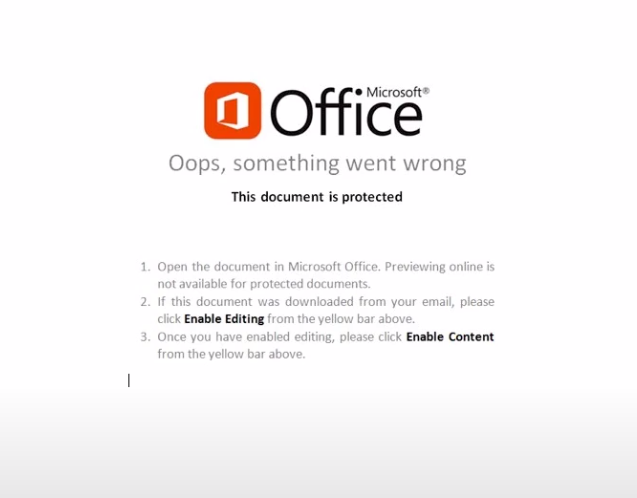 Microsoft®
Office
Oops, something went wrong
This document is protected
1. Open the document in Microsoft Office. Previewing online is
not available for protected documents.
2. If this document was downloaded from your email, please
click Enable Editing from the yellow bar above.
3. Once you have enabled editing, please click Enable Content
from the yellow bar above.